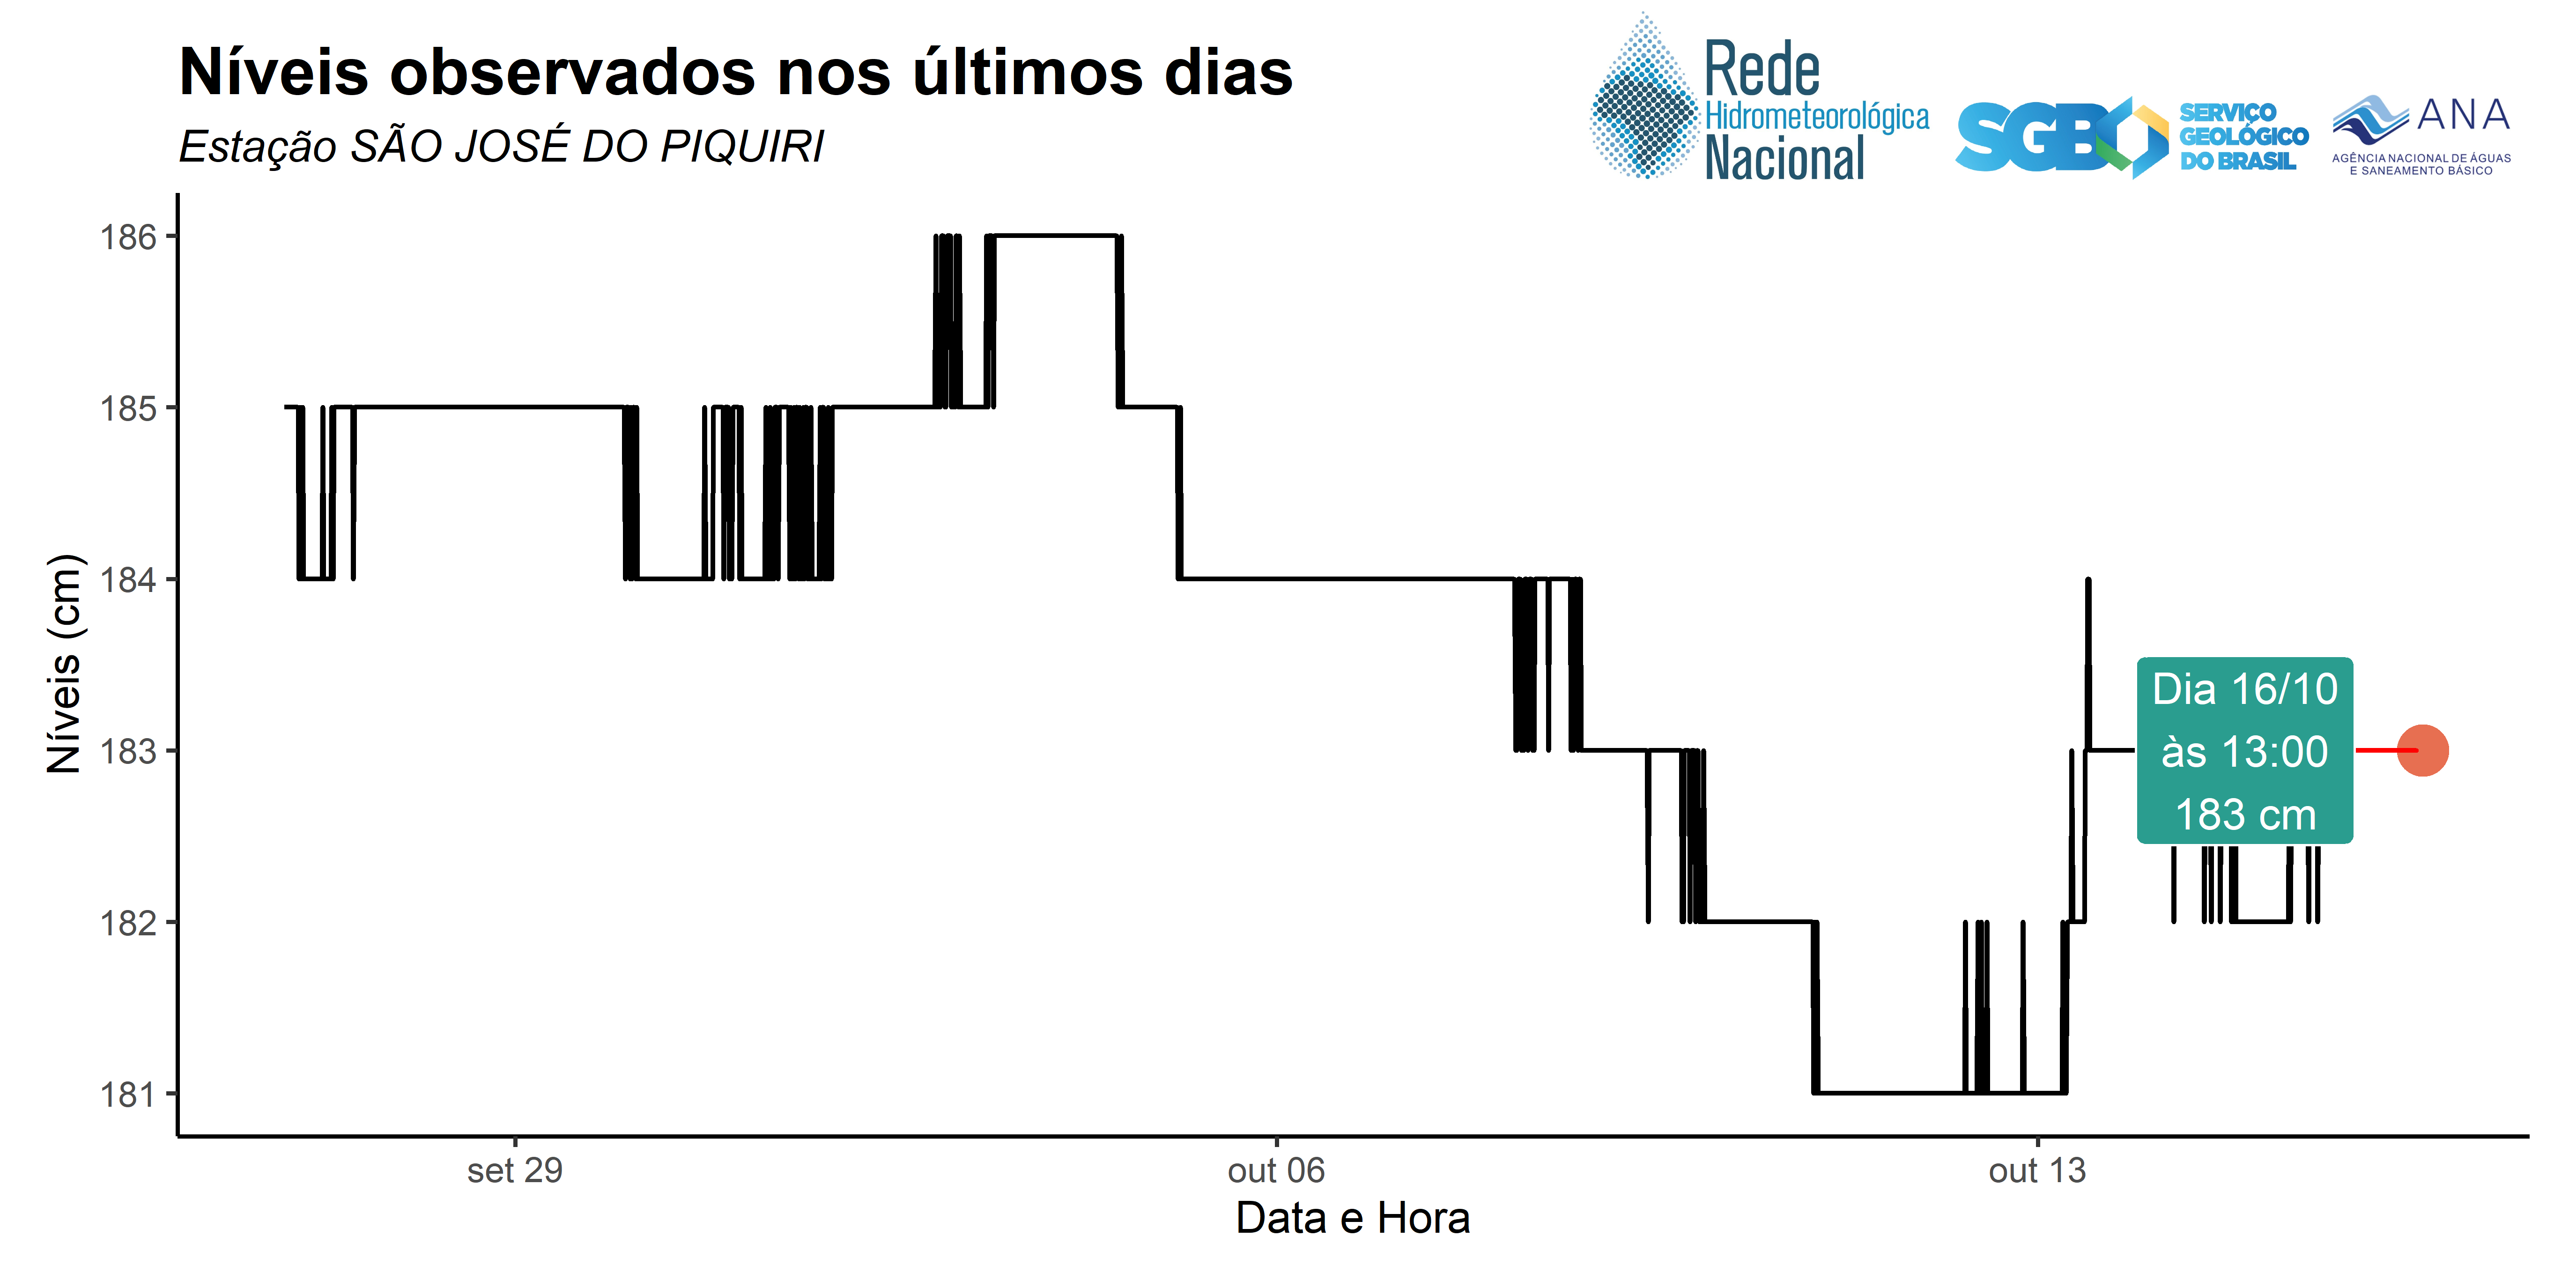 Níveis observados nos últimos dias
Estação SÃO JOSÉ DO PIQUIRI
Rede
Hidrometeorológica
Nacional
SGB
SERVIÇO
GEOLÓGICO
DO BRASIL
ANA
AGÊNCIA NACIONAL DE ÁGUAS
E SANEAMENTO BÁSICO
Níveis (cm)
186
185
184
183
182
181
Dia 16/10
às 13:00
183 cm
set 29
out 06
out 13
Data e Hora